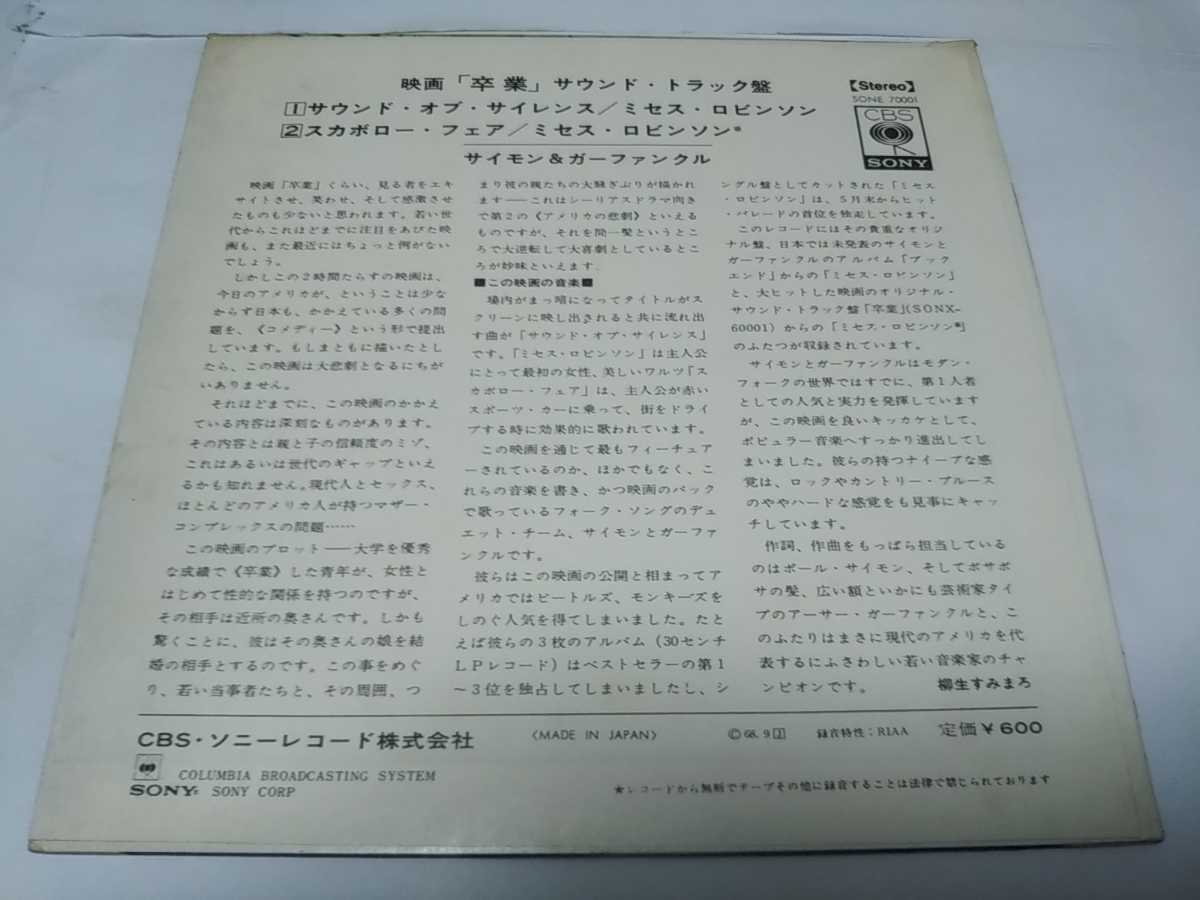 映画「卒業」サウンド・トラック盤
1 サウンド・オブ・サイレンス/ミセス・ロビンソン
2 スカボロー・フェア/ミセス・ロビンソン*
サイモン&ガーファンクル
【Stereo】
SONE 70001
CBS
SONY
映画「卒業」くらい、見る者をエキ
サイトさせ、笑わせ、そして感激させ
たものも少ないと思われます。若い世
代からこれほどまでに注目をあびた映
画も、また最近にはちょっと例がない
でしょう。
しかしこの2時間たらずの映画は、
今日のアメリカが、ということは少な
からず日本も、かかえている多くの問
題を、《コメディー》という形で提出
しています。もしまともに描いたとし
たら、この映画は大悲劇となるにちが
いありません。
それほどまでに、この映画のかかえ
ている内容は深刻なものがあります。
その内容とは親と子の信頼度のミゾ、
これはあるいは世代のギャップといえ
るかも知れません。現代人とセックス、
ほとんどのアメリカ人が持つマザー・
コンプレックスの問題……
この映画のプロット——大学を優秀
な成績で《卒業》した青年が、女性と
はじめて性的な関係を持つのですが、
その相手は近所の奥さんです。しかも
驚くことに、彼はその奥さんの娘を結
婚の相手とするのです。この事をめぐ
り、若い当事者たちと、その周囲、つ
まり彼の親たちの大騒ぎぶりが描かれ
ます——これはシーリアスドラマ向き
で第2の《アメリカの悲劇》といえる
ものですが、それを間一髪というとこ
ろで大逆転して大喜劇としているとこ
ろが妙味といえます。
■この映画の音楽■
場内がまっ暗になってタイトルがス
クリーンに映し出されると共に流れ出
す曲が「サウンド・オブ・サイレンス」
です。「ミセス・ロビンソン」は主人公
にとって最初の女性、美しいワルツ「ス
カボロー・フェア」は、主人公が赤い
スポーツ・カーに乗って、街をドライ
ブする時に効果的に歌われています。
この映画を通じて最もフィーチュア
ーされているのが、ほかでもなく、こ
れらの音楽を書き、かつ映画のバック
で歌っているフォーク・ソングのデュ
エット・チーム、サイモンとガーファ
ンクルです。
彼らはこの映画の公開と相まってア
メリカではビートルズ、モンキーズを
しのぐ人気を得てしまいました。たと
えば彼らの3枚のアルバム(30センチ
LPレコード)はベストセラーの第1
〜3位を独占してしまいましたし、シ
ングル盤としてカットされた「ミセス
・ロビンソン」は、5月末からヒット
・パレードの首位を独走しています。
このレコードにはその貴重なオリジ
ナル盤、日本では未発表のサイモンと
ガーファンクルのアルバム「ブック
エンド」からの「ミセス・ロビンソン」
と、大ヒットした映画のオリジナル・
サウンド・トラック盤「卒業」(SONX-
60001)からの「ミセス・ロビンソン*」
のふたつが収録されています。
サイモンとガーファンクルはモダン・
フォークの世界ではすでに、第1人者
としての人気と実力を発揮しています
が、この映画を良いキッカケとして、
ポピュラー音楽へすっかり進出してし
まいました。彼らの持つナイーブな感
覚は、ロックやカントリー・ブルース
のややハードな感覚をも見事にキャッ
チしています。
作詞、作曲をもっぱら担当している
のはポール・サイモン、そしてボサボ
サの髪、広い額といかにも芸術家タイ
プのアーサー・ガーファンクルと、こ
のふたりはまさに現代のアメリカを代
表するにふさわしい若い音楽家のチャ
ンピオンです。 柳生すみまろ
CBS・ソニーレコード株式会社 〈MADE IN JAPAN〉 Ⓒ68.9 J 録音特性:RIAA 定価¥600
COLUMBIA BROADCASTING SYSTEM
SONY SONY CORP
★レコードから無断でテープその他に録音することは法律で禁じられております